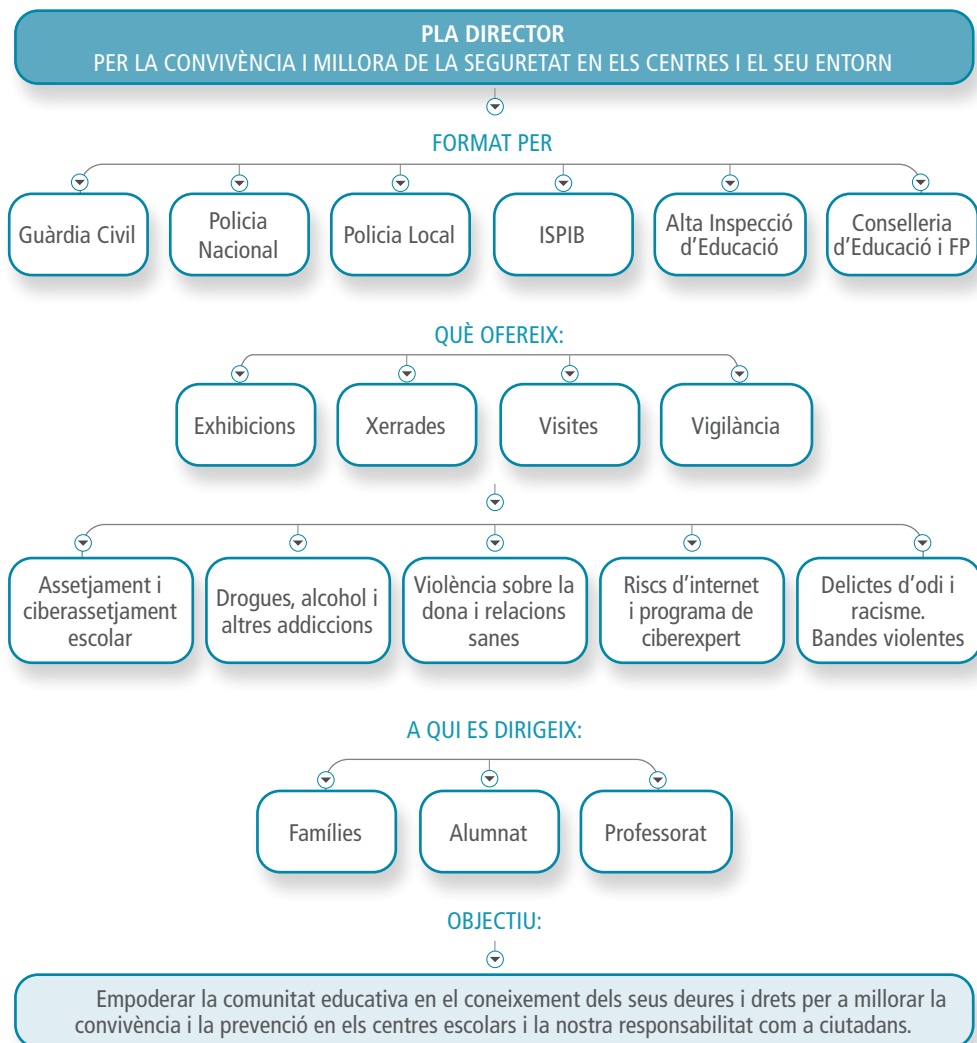 PLA DIRECTOR
PER LA CONVIVÈNCIA I MILLORA DE LA SEGURETAT EN ELS CENTRES I EL SEU ENTORN
FORMAT PER
Guàrdia Civil
Policia
Nacional
Policia Local
ISPIB
Alta Inspecció
d'Educació
Conselleria
d'Educació i FP
QUÈ OFEREIX:
Exhibicions
Xerrades
Visites
Vigilància
Assetjament i
ciberassetjament
escolar
Drogues, alcohol i
altres addiccions
Violència sobre la
dona i relacions
sanes
Riscs d'internet
i programa de
ciberexpert
Delictes d'odi i
racisme.
Bandes violentes
A QUI ES DIRIGEIX:
Famílies
Alumnat
Professorat
OBJECTIU:
Empoderar la comunitat educativa en el coneixement dels seus deures i drets per a millorar la
convivència i la prevenció en els centres escolars i la nostra responsabilitat com a ciutadans.